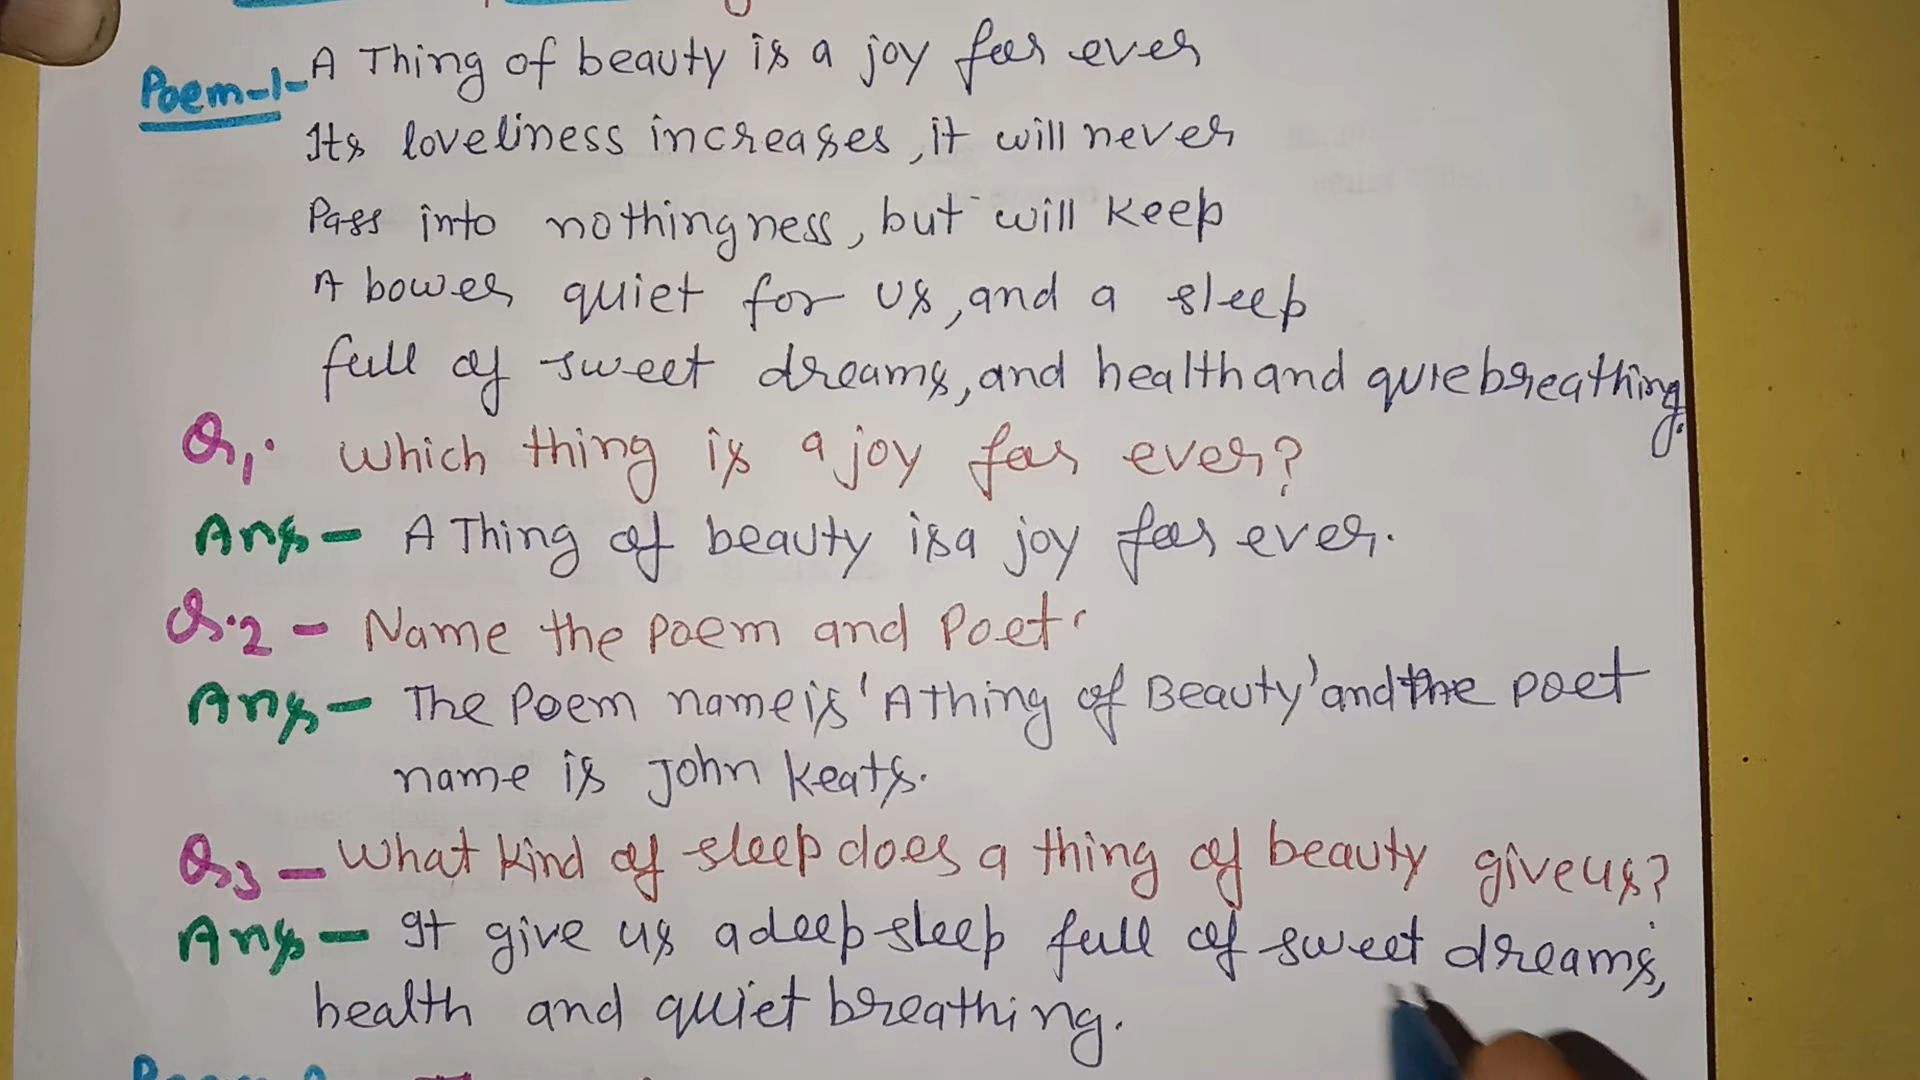 Poem-1- A Thing of beauty is a joy for ever
Its loveliness increases, it will never
Pass into nothingness, but will keep
A bower quiet for us, and a sleep
full of sweet dreams, and health and quie breathing.
Q1. Which thing is a joy for ever?
Ans- A Thing of beauty is a joy for ever.
Q.2 - Name the poem and Poet.
Ans- The Poem name is 'A thing of Beauty' and the poet
name is John Keats.
Q3 - What kind of sleep does a thing of beauty give us?
Ans- It give us a deep sleep full of sweet dreams,
health and quiet breathing.